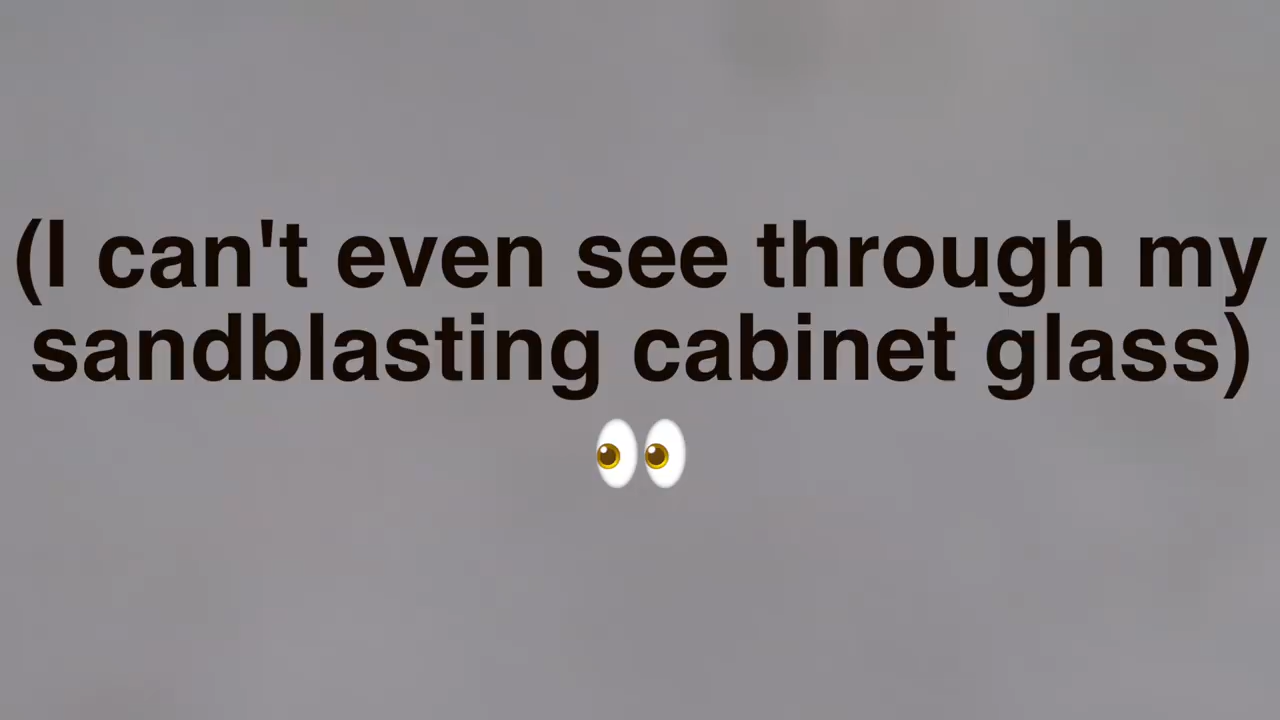 (I can't even see through my
sandblasting cabinet glass)
👀